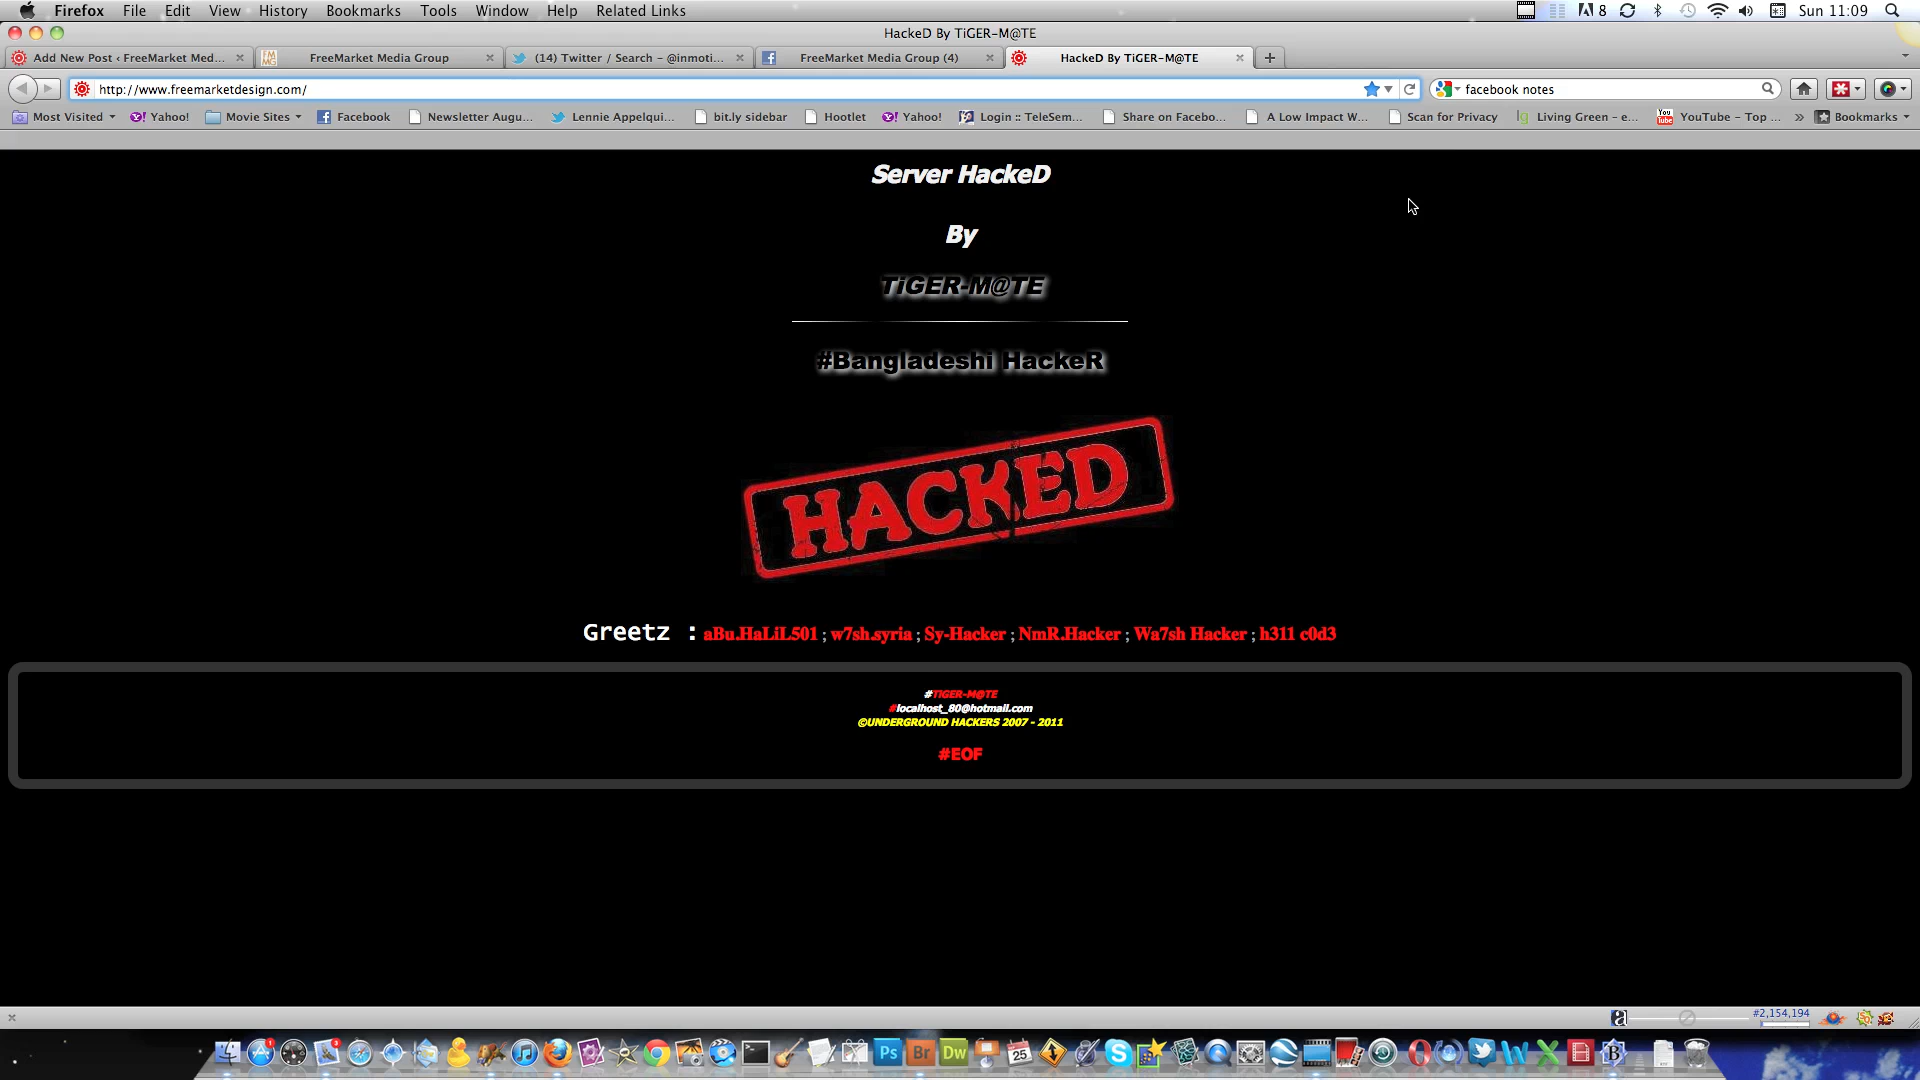 Firefox File Edit View History Bookmarks Tools Window Help Related Links 8 Sun 11:09
HackeD By TiGER-M@TE
Add New Post ‹ FreeMarket Med... FreeMarket Media Group (14) Twitter / Search - @inmoti... FreeMarket Media Group (4) HackeD By TiGER-M@TE
http://www.freemarketdesign.com/ facebook notes
Most Visited Yahoo! Movie Sites Facebook Newsletter Augu... Lennie Appelqui... bit.ly sidebar Hootlet Yahoo! Login :: TeleSem... Share on Facebo... A Low Impact W... Scan for Privacy Living Green - e... YouTube - Top ... » Bookmarks
Server HackeD
By
TiGER-M@TE
#Bangladeshi HackeR
HACKED
Greetz : aBu.HaLiL501 ; w7sh.syria ; Sy-Hacker ; NmR.Hacker ; Wa7sh Hacker ; h311 c0d3
#TiGER-M@TE
#localhost_80@hotmail.com
©UNDERGROUND HACKERS 2007 - 2011
#EOF
#2,154,194
Ps Br Dw 25